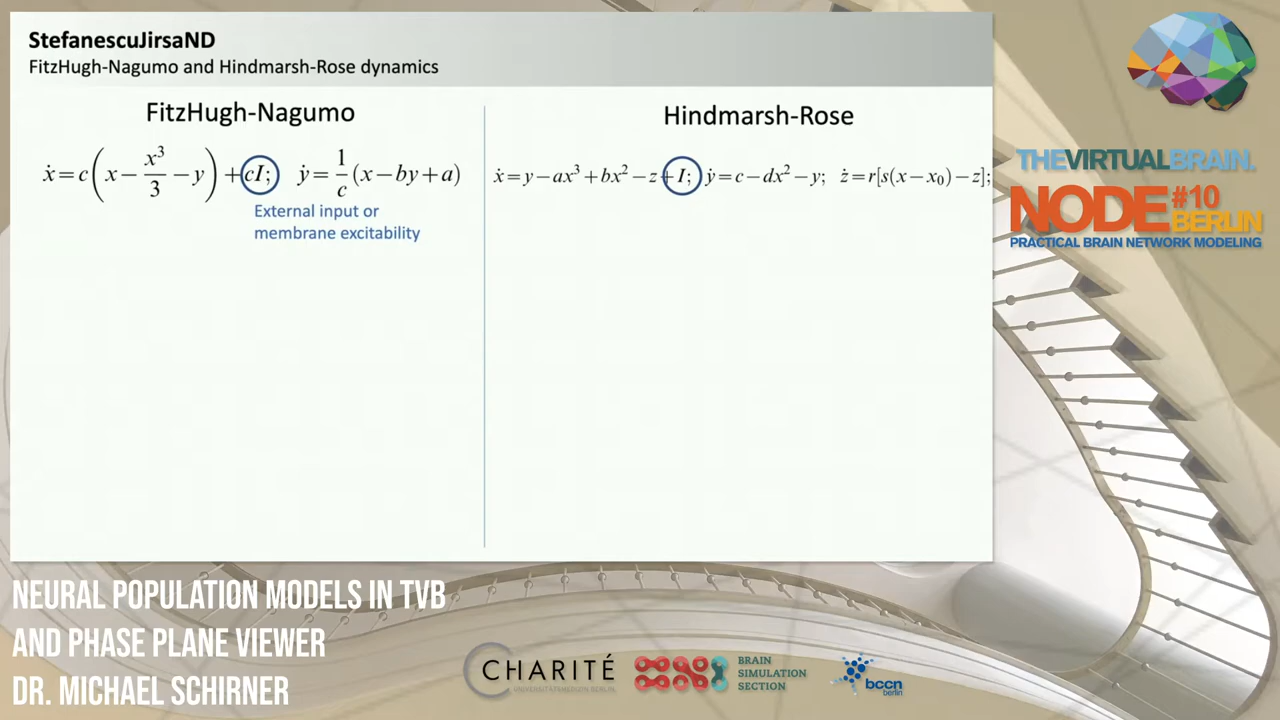 StefanescuJirsaND
FitzHugh-Nagumo and Hindmarsh-Rose dynamics
FitzHugh-Nagumo
ẋ=c(x−x³/3−y)+cI; ẏ=1/c(x−by+a)
External input or
membrane excitability
Hindmarsh-Rose
ẋ=y−ax³+bx²−z+I; ẏ=c−dx²−y; ż=r[s(x−x₀)−z];
THEVIRTUALBRAIN.
NODE #10
BERLIN
PRACTICAL BRAIN NETWORK MODELING
NEURAL POPULATION MODELS IN TVB
AND PHASE PLANE VIEWER
DR. MICHAEL SCHIRNER
CHARITÉ
UNIVERSITÄTSMEDIZIN BERLIN
BRAIN
SIMULATION
SECTION
bccn
berlin